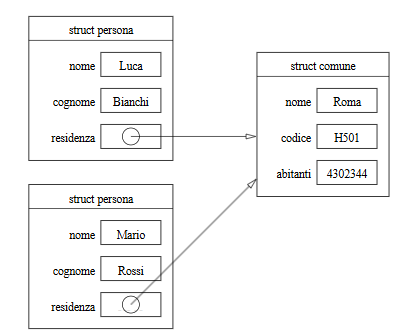 struct persona
nome Luca
cognome Bianchi
residenza
struct comune
nome Roma
codice H501
abitanti 4302344
struct persona
nome Mario
cognome Rossi
residenza